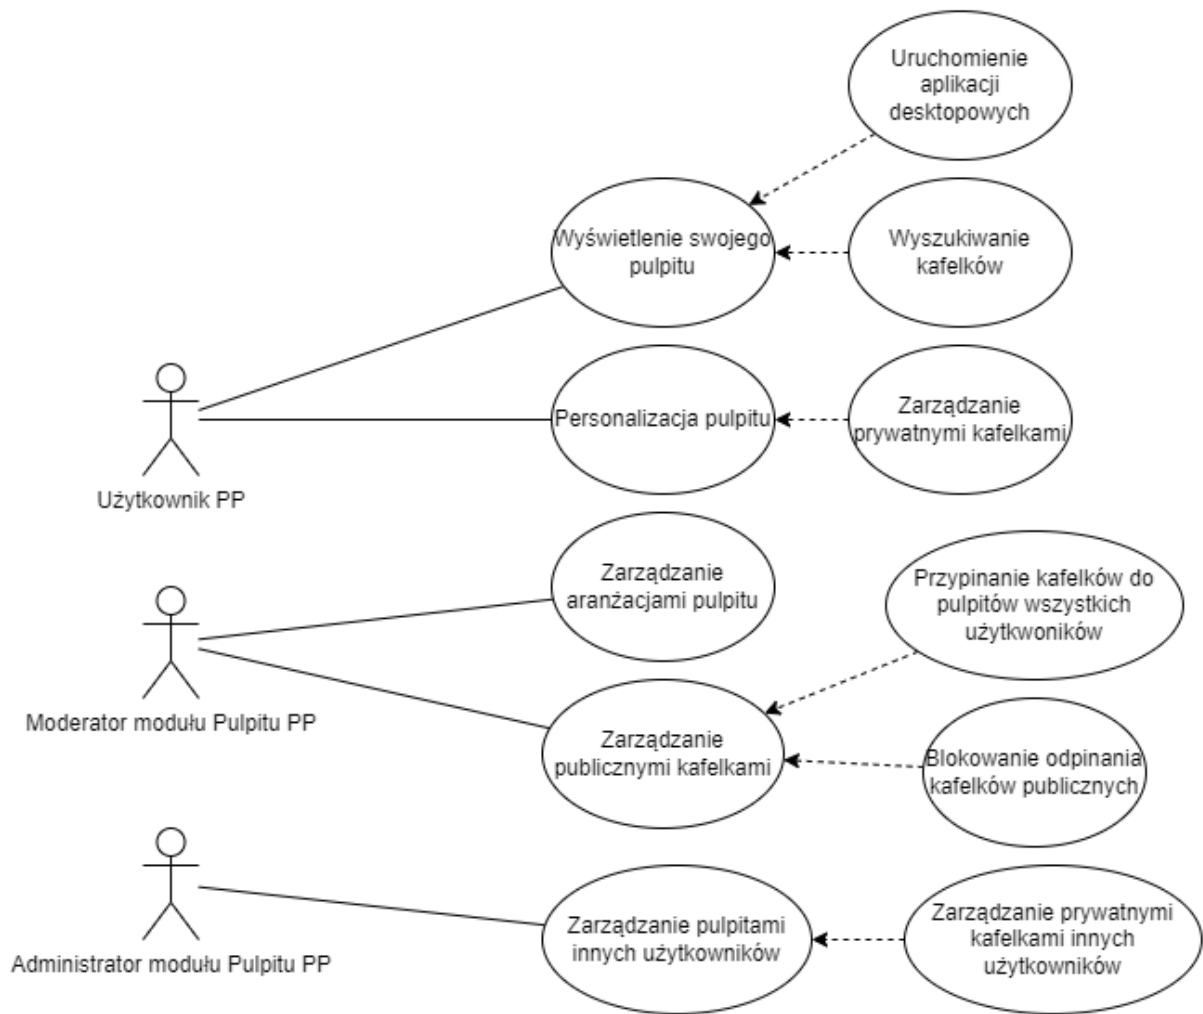 Uruchomienie
aplikacji
desktopowych
Wyświetlenie swojego
pulpitu
Wyszukiwanie
kafelków
Personalizacja pulpitu
Zarządzanie
prywatnymi kafelkami
Użytkownik PP
Zarządzanie
aranżacjami pulpitu
Przypinanie kafelków do
pulpitów wszystkich
użytkwoników
Moderator modułu Pulpitu PP
Zarządzanie
publicznymi kafelkami
Blokowanie odpinania
kafelków publicznych
Administrator modułu Pulpitu PP
Zarządzanie pulpitami
innych użytkowników
Zarządzanie prywatnymi
kafelkami innych
użytkowników